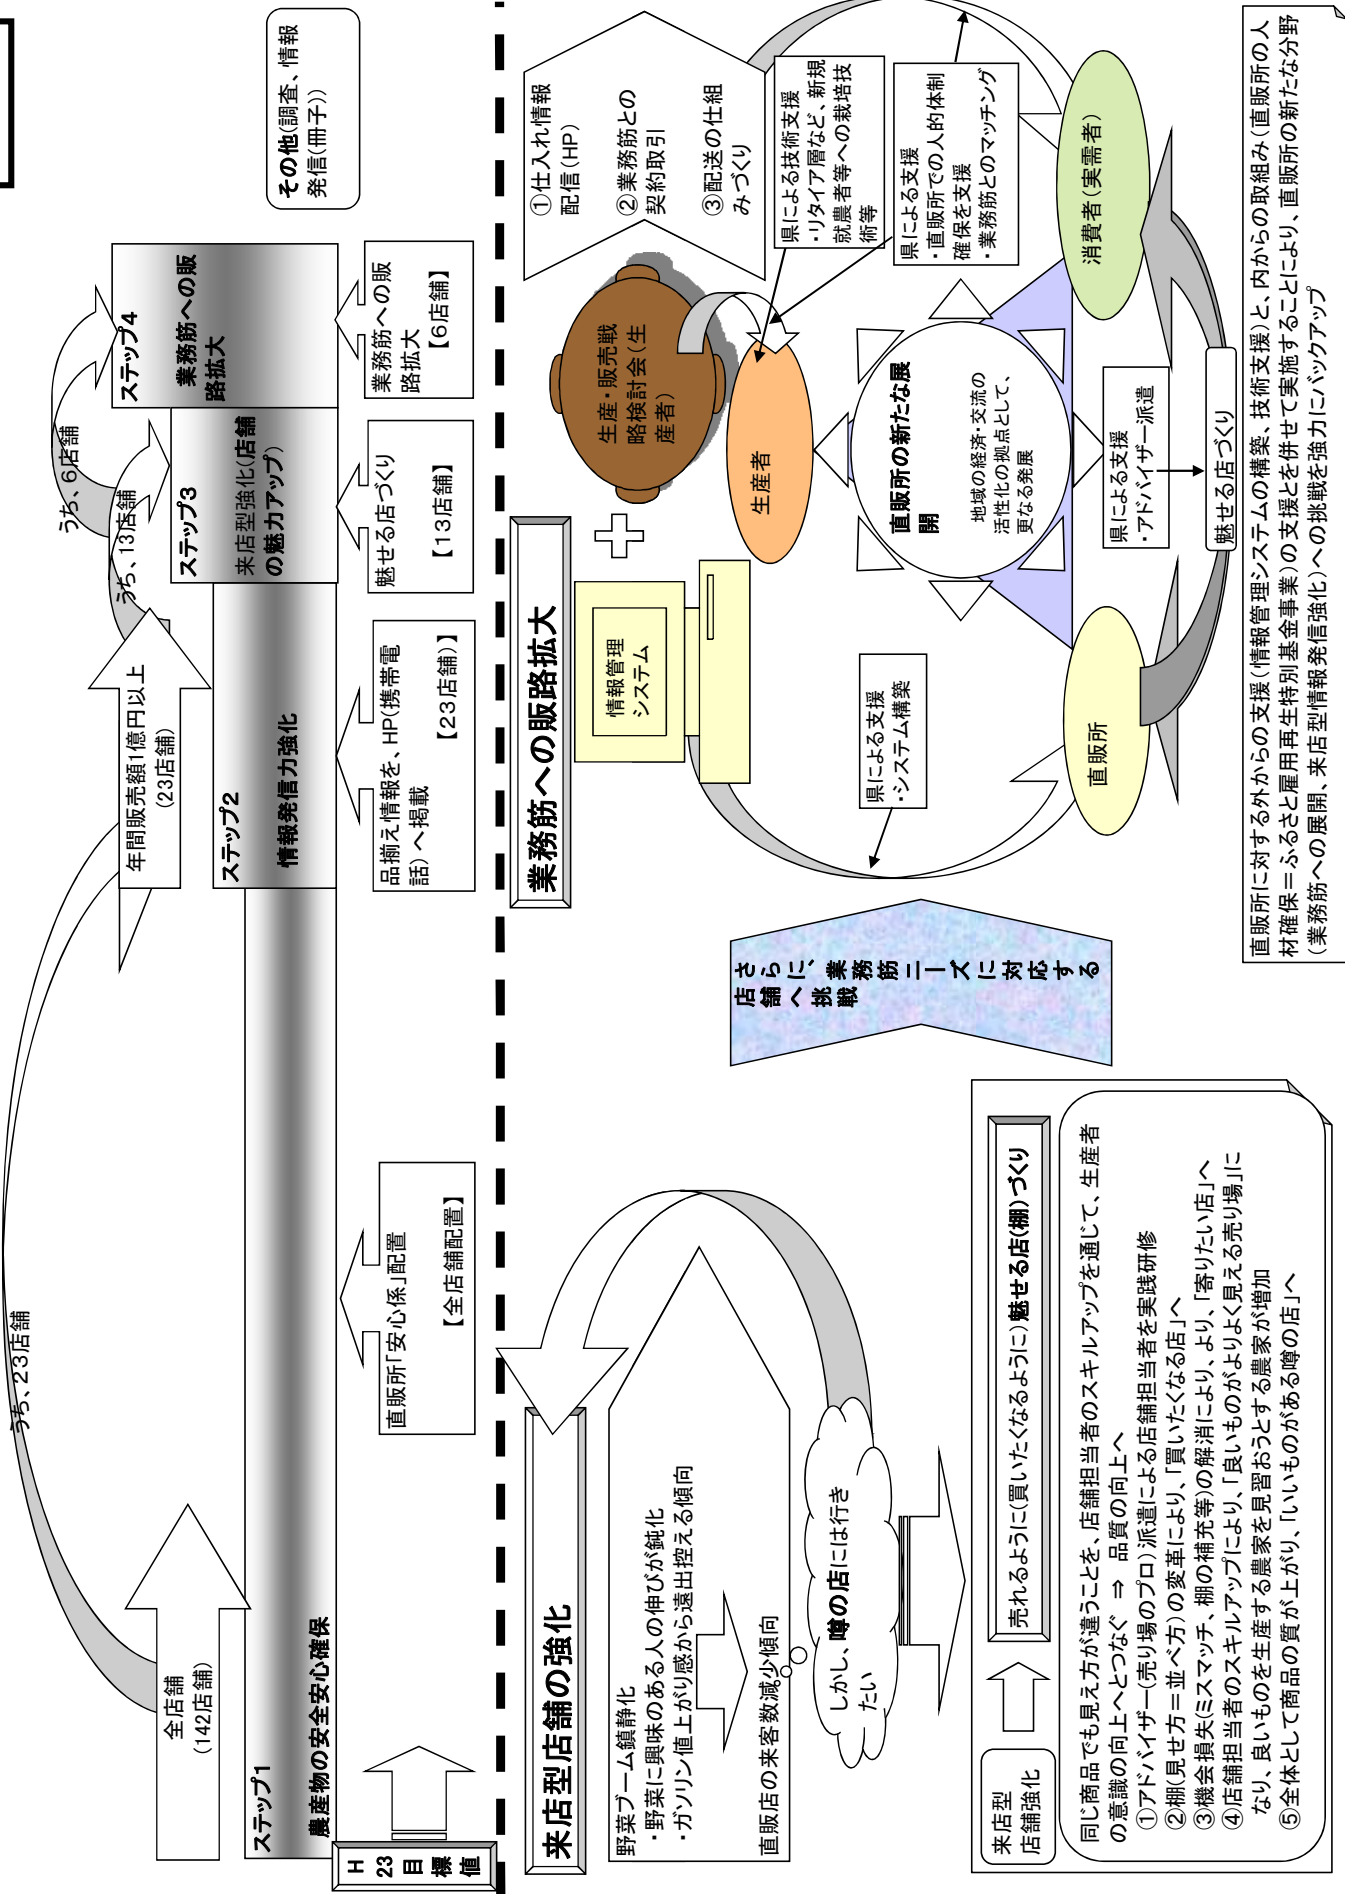 うち、23店舗
うち、13店舗
うち、6店舗
全店舗
(142店舗)
年間販売額1億円以上
(23店舗)
ステップ1
農産物の安全安心確保
ステップ2
情報発信力強化
ステップ3
来店型強化(店舗
の魅力アップ)
ステップ4
業務筋への販
路拡大
その他(調査、情報
発信(冊子))
H
23
目
標
値
直販所「安心係」配置
【全店舗配置】
品揃え情報を、HP(携帯電
話)へ掲載
【23店舗)】
魅せる店づくり
【13店舗】
業務筋への販
路拡大
【6店舗】
来店型店舗の強化
野菜ブーム鎮静化
・野菜に興味のある人の伸びが鈍化
・ガソリン値上がり感から遠出控える傾向
直販店の来客数減少傾向
しかし、噂の店には行き
たい
来店型
店舗強化
売れるように(買いたくなるように)魅せる店(棚)づくり
同じ商品でも見え方が違うことを、店舗担当者のスキルアップを通じて、生産者
の意識の向上へとつなぐ ⇒ 品質の向上へ
①アドバイザー(売り場のプロ)派遣による店舗担当者を実践研修
②棚(見せ方=並べ方)の変革により、「買いたくなる店」へ
③機会損失(ミスマッチ、棚の補充等)の解消により、より、「寄りたい店」へ
④店舗担当者のスキルアップにより、「良いものがよりよく見える売り場」に
なり、良いものを生産する農家を見習おうとする農家が増加
⑤全体として商品の質が上がり、「いいものがある噂の店」へ
さらに、業務筋ニーズに対応する
店舗へ挑戦
業務筋への販路拡大
情報管理
システム
生産・販売戦
略検討会(生
産者)
①仕入れ情報
配信(HP)
②業務筋との
契約取引
③配送の仕組
みづくり
県による技術支援
・リタイア層など、新規
就農者等への栽培技
術等
県による支援
・直販所での人的体制
確保を支援
・業務筋とのマッチング
県による支援
・システム構築
生産者
直販所の新たな展
開
地域の経済・交流の
活性化の拠点として、
更なる発展
直販所
消費者(実需者)
県による支援
・アドバイザー派遣
魅せる店づくり
直販所に対する外からの支援(情報管理システムの構築、技術支援)と、内からの取組み(直販所の人
材確保=ふるさと雇用再生特別基金事業)の支援とを併せて実施することにより、直販所の新たな分野
(業務筋への展開、来店型情報発信強化)への挑戦を強力にバックアップ